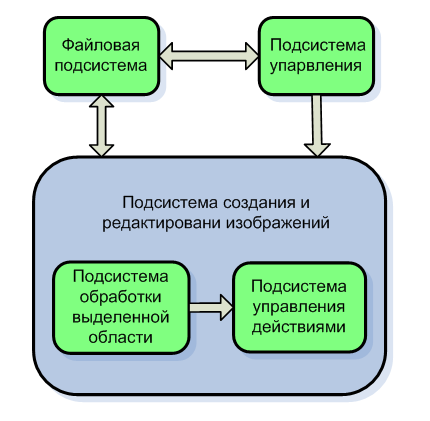 Файловая
подсистема
Подсистема
упарвления
Подсистема создания и
редактировани изображений
Подсистема
обработки
выделенной
области
Подсистема
управления
действиями